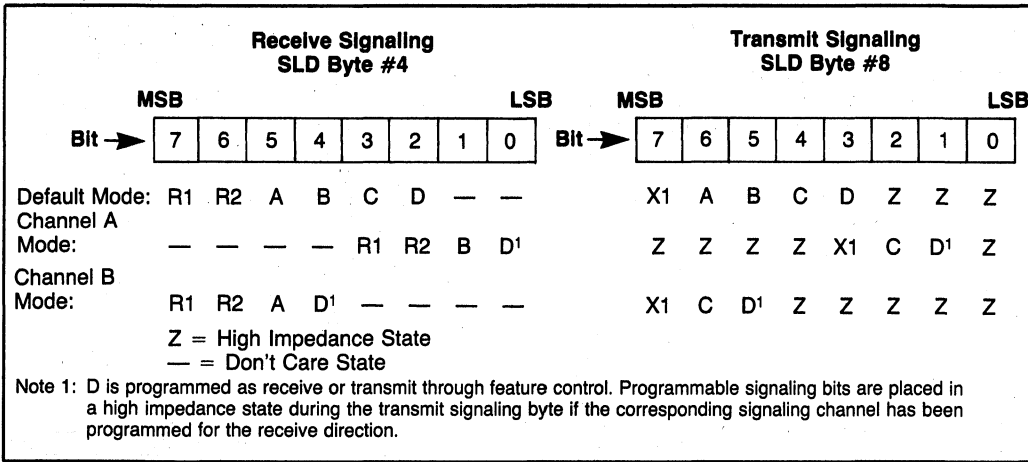 Receive Signaling
SLD Byte #4
Transmit Signaling
SLD Byte #8
MSB LSB MSB LSB
Bit 7 6 5 4 3 2 1 0 Bit 7 6 5 4 3 2 1 0
Default Mode: R1 R2 A B C D — — X1 A B C D Z Z Z
Channel A
Mode: — — — — R1 R2 B D¹ Z Z Z Z X1 C D¹ Z
Channel B
Mode: R1 R2 A D¹ — — — — X1 C D¹ Z Z Z Z Z
Z = High Impedance State
— = Don't Care State
Note 1: D is programmed as receive or transmit through feature control. Programmable signaling bits are placed in
a high impedance state during the transmit signaling byte if the corresponding signaling channel has been
programmed for the receive direction.